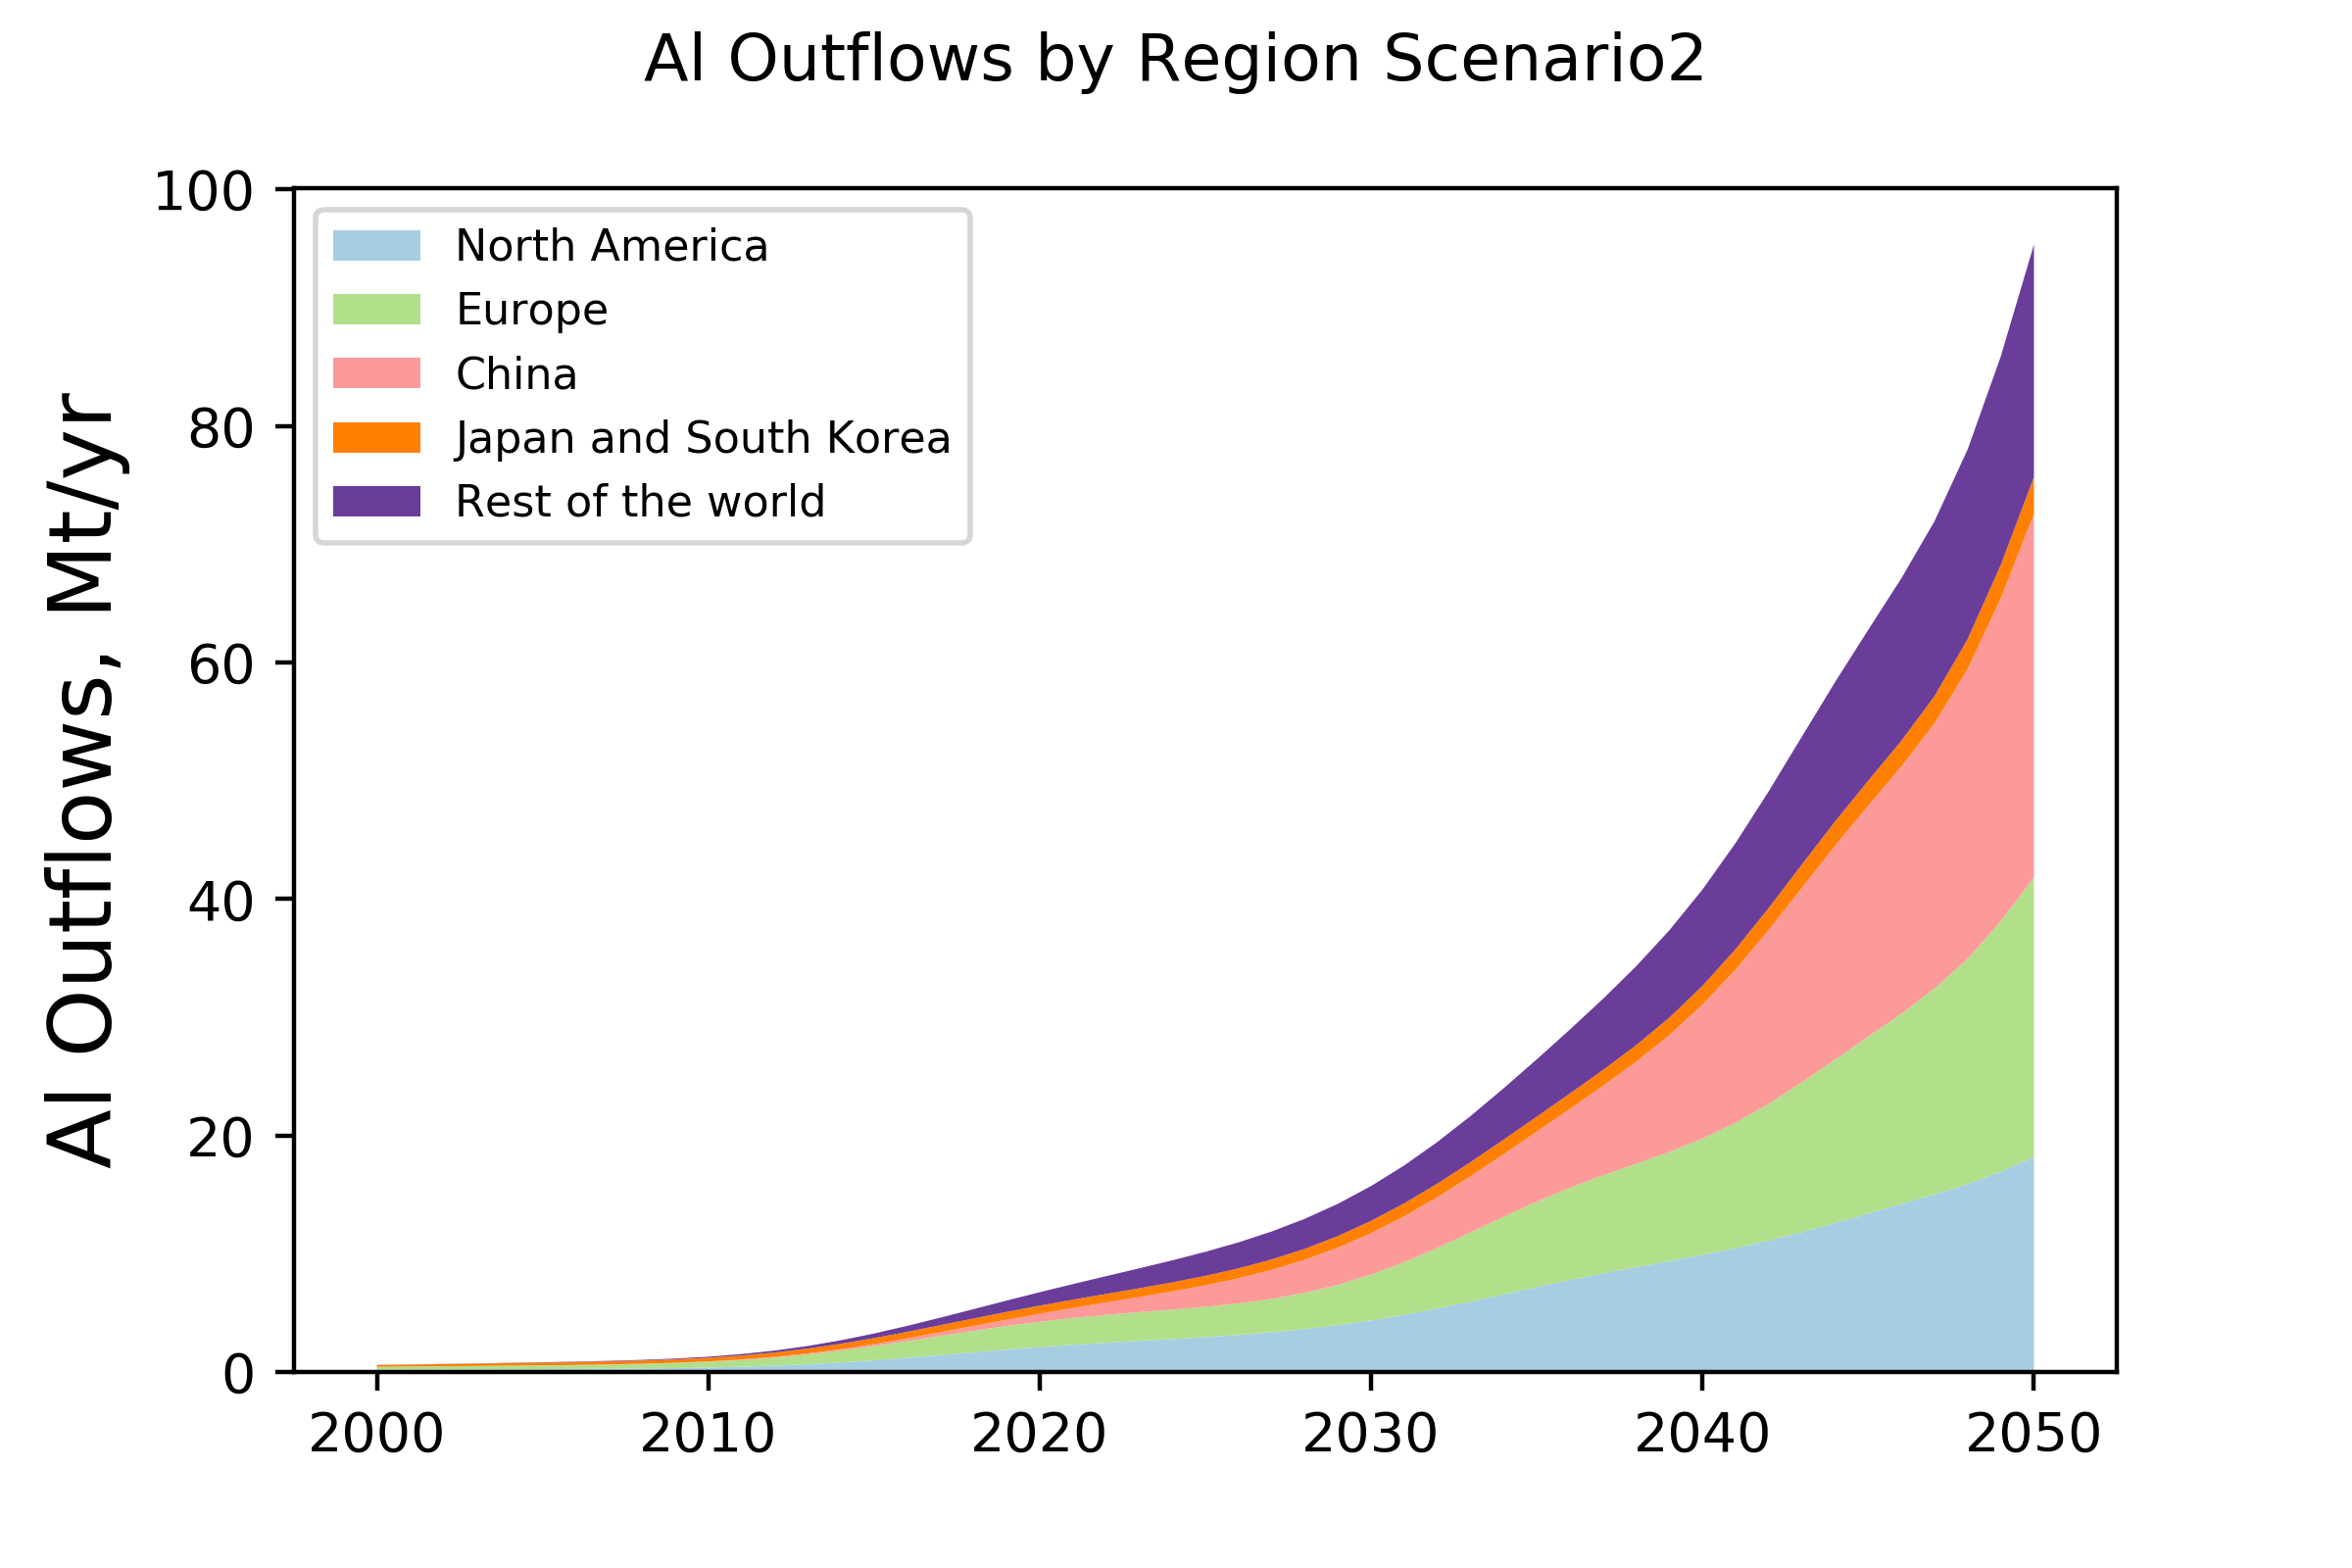 Al Outflows by Region Scenario2
Al Outflows, Mt/yr
100
80
60
40
20
0
North America
Europe
China
Japan and South Korea
Rest of the world
2000 2010 2020 2030 2040 2050